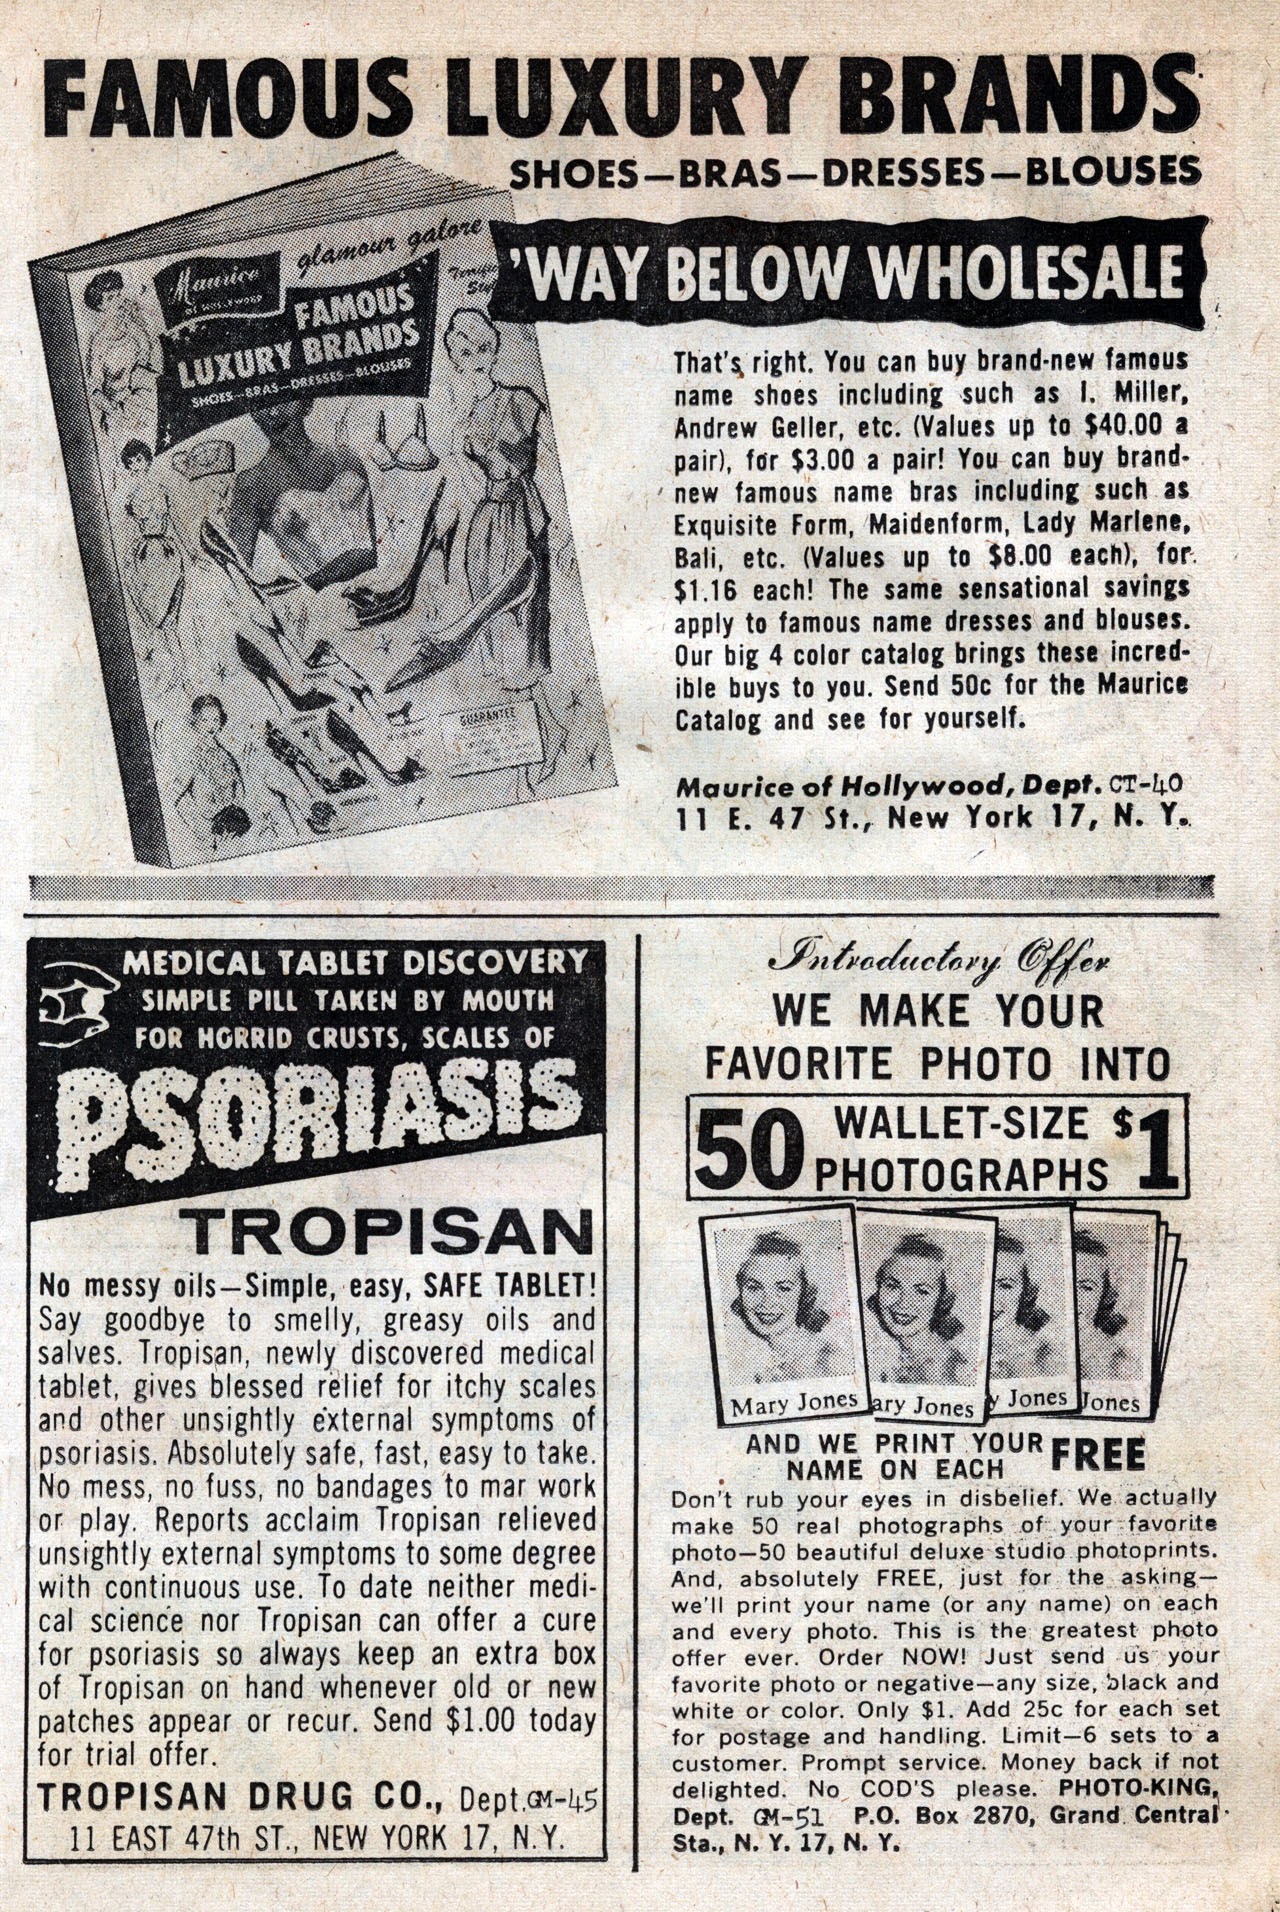 FAMOUS LUXURY BRANDS
SHOES—BRAS—DRESSES—BLOUSES
'WAY BELOW WHOLESALE
glamour galore
Maurice
OF HOLLYWOOD
FAMOUS
LUXURY BRANDS
SHOES—BRAS—DRESSES—BLOUSES
GUARANTEE
That's right. You can buy brand-new famous
name shoes including such as I. Miller,
Andrew Geller, etc. (Values up to $40.00 a
pair), for $3.00 a pair! You can buy brand-
new famous name bras including such as
Exquisite Form, Maidenform, Lady Marlene,
Bali, etc. (Values up to $8.00 each), for
$1.16 each! The same sensational savings
apply to famous name dresses and blouses.
Our big 4 color catalog brings these incred-
ible buys to you. Send 50c for the Maurice
Catalog and see for yourself.
Maurice of Hollywood, Dept. CT-40
11 E. 47 St., New York 17, N. Y.
MEDICAL TABLET DISCOVERY
SIMPLE PILL TAKEN BY MOUTH
FOR HORRID CRUSTS, SCALES OF
PSORIASIS
TROPISAN
No messy oils—Simple, easy, SAFE TABLET!
Say goodbye to smelly, greasy oils and
salves. Tropisan, newly discovered medical
tablet, gives blessed relief for itchy scales
and other unsightly external symptoms of
psoriasis. Absolutely safe, fast, easy to take.
No mess, no fuss, no bandages to mar work
or play. Reports acclaim Tropisan relieved
unsightly external symptoms to some degree
with continuous use. To date neither medi-
cal science nor Tropisan can offer a cure
for psoriasis so always keep an extra box
of Tropisan on hand whenever old or new
patches appear or recur. Send $1.00 today
for trial offer.
TROPISAN DRUG CO., Dept. GM-45
11 EAST 47th ST., NEW YORK 17, N.Y.
Introductory Offer
WE MAKE YOUR
FAVORITE PHOTO INTO
50 WALLET-SIZE PHOTOGRAPHS $1
Mary Jones ary Jones y Jones Jones
AND WE PRINT YOUR
NAME ON EACH FREE
Don't rub your eyes in disbelief. We actually
make 50 real photographs of your favorite
photo—50 beautiful deluxe studio photoprints.
And, absolutely FREE, just for the asking—
we'll print your name (or any name) on each
and every photo. This is the greatest photo
offer ever. Order NOW! Just send us your
favorite photo or negative—any size, black and
white or color. Only $1. Add 25c for each set
for postage and handling. Limit—6 sets to a
customer. Prompt service. Money back if not
delighted. No COD'S please. PHOTO-KING,
Dept. GM-51 P.O. Box 2870, Grand Central
Sta., N. Y. 17, N. Y.